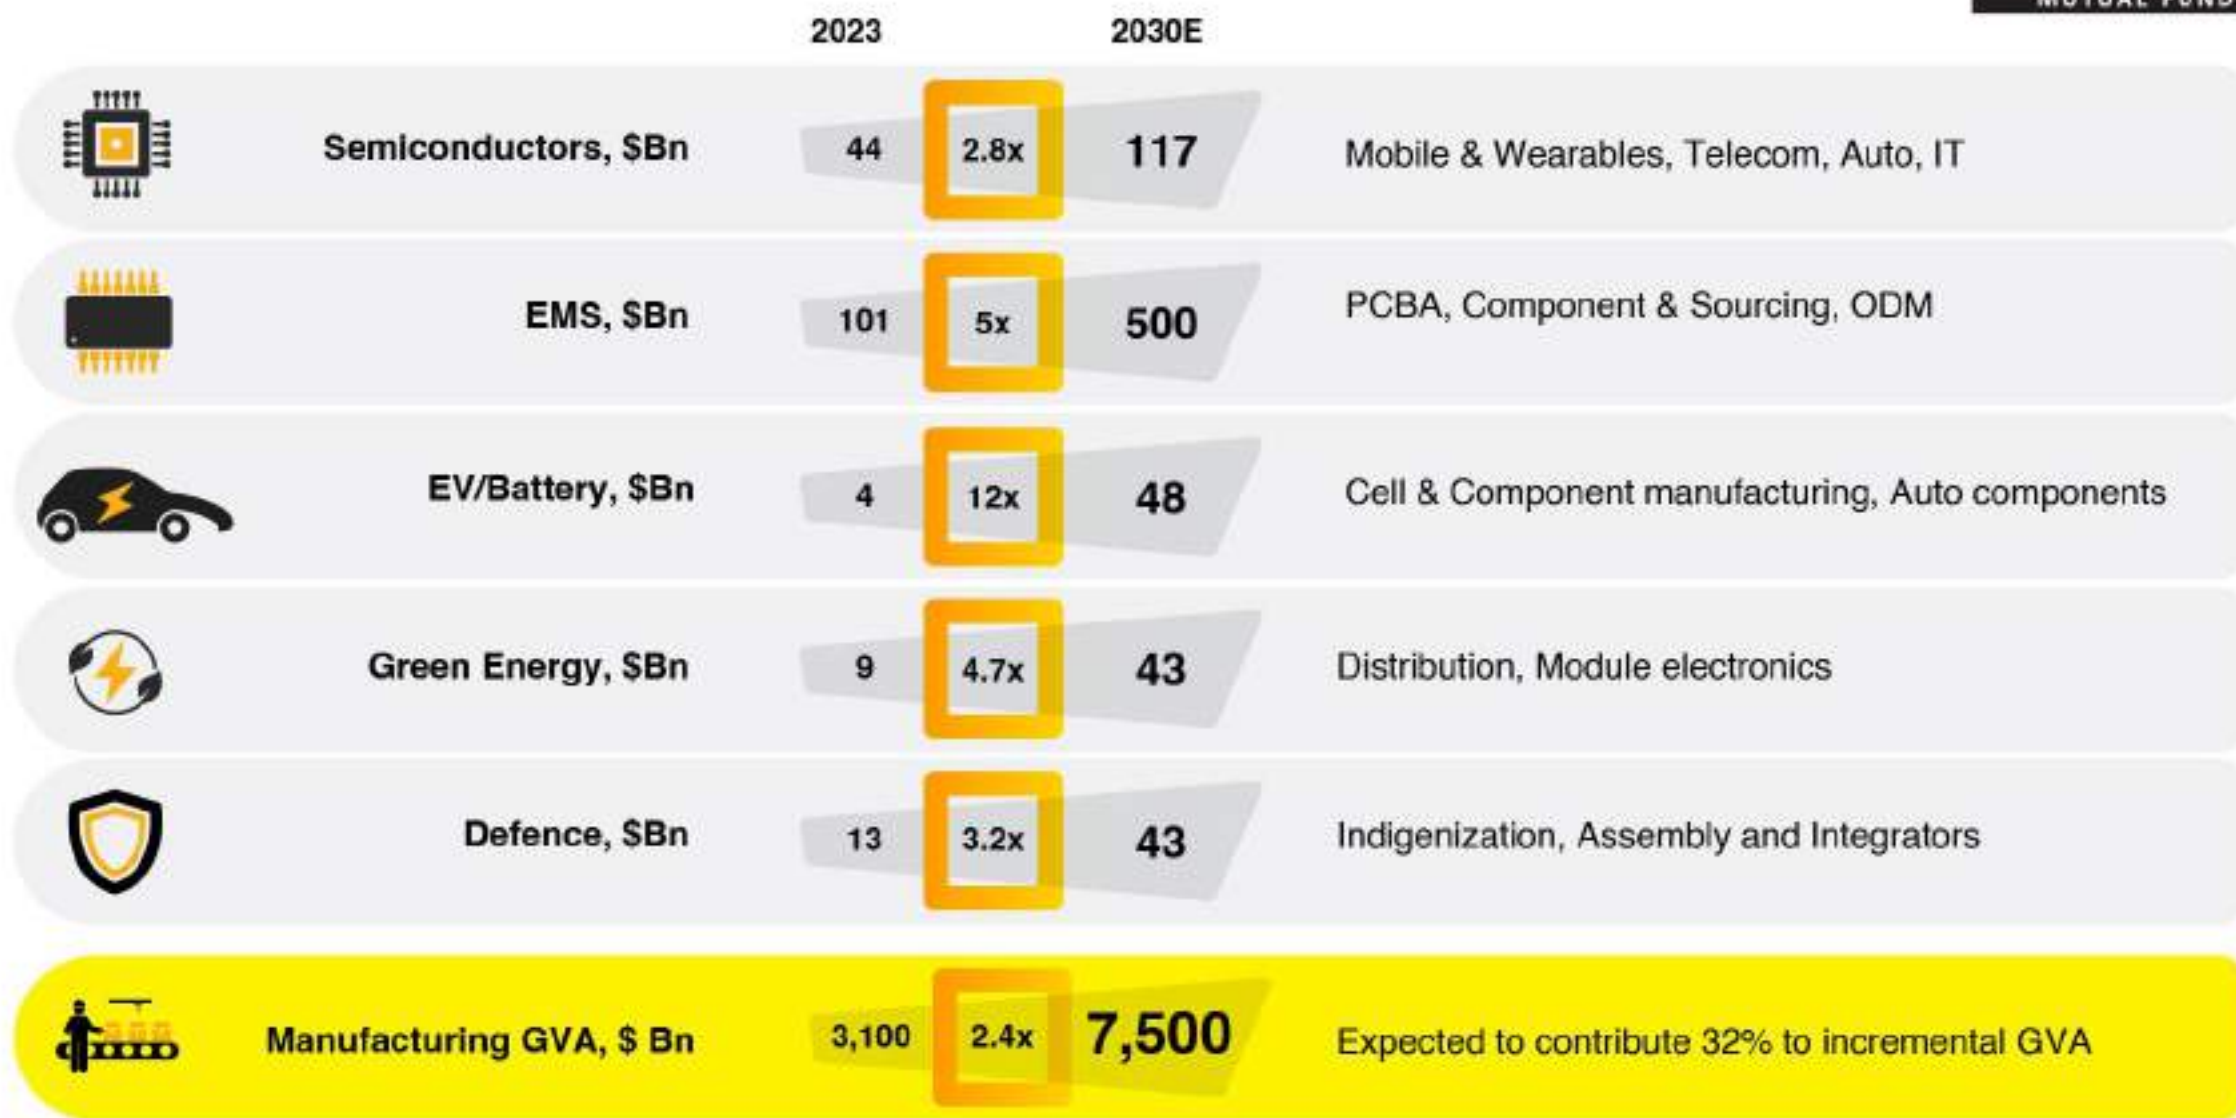 MUTUAL FUND
2023 2030E
Semiconductors, $Bn 44 2.8x 117 Mobile & Wearables, Telecom, Auto, IT
EMS, $Bn 101 5x 500 PCBA, Component & Sourcing, ODM
EV/Battery, $Bn 4 12x 48 Cell & Component manufacturing, Auto components
Green Energy, $Bn 9 4.7x 43 Distribution, Module electronics
Defence, $Bn 13 3.2x 43 Indigenization, Assembly and Integrators
Manufacturing GVA, $ Bn 3,100 2.4x 7,500 Expected to contribute 32% to incremental GVA